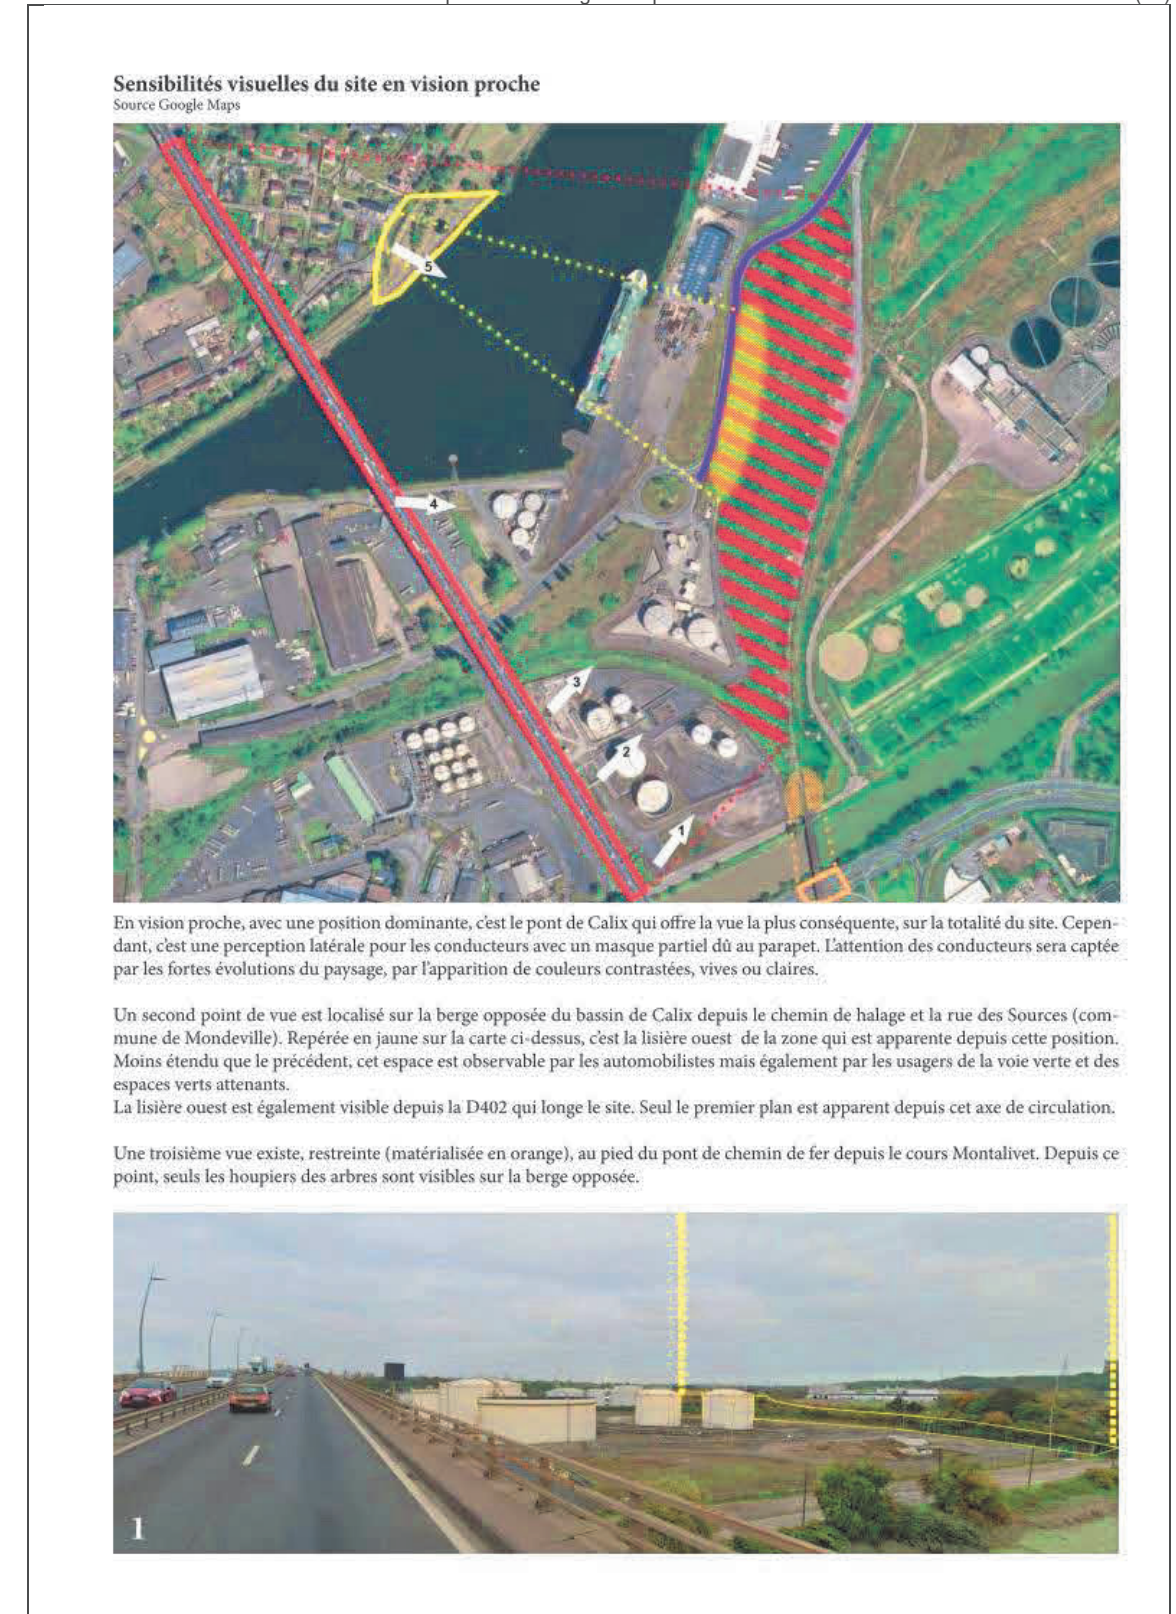 Sensibilités visuelles du site en vision proche
Source Google Maps
5
4
3
2
1
En vision proche, avec une position dominante, c'est le pont de Calix qui offre la vue la plus conséquente, sur la totalité du site. Cepen-
dant, c'est une perception latérale pour les conducteurs avec un masque partiel dû au parapet. L'attention des conducteurs sera captée
par les fortes évolutions du paysage, par l'apparition de couleurs contrastées, vives ou claires.
Un second point de vue est localisé sur la berge opposée du bassin de Calix depuis le chemin de halage et la rue des Sources (com-
mune de Mondeville). Repérée en jaune sur la carte ci-dessus, c'est la lisière ouest de la zone qui est apparente depuis cette position.
Moins étendu que le précédent, cet espace est observable par les automobilistes mais également par les usagers de la voie verte et des
espaces verts attenants.
La lisière ouest est également visible depuis la D402 qui longe le site. Seul le premier plan est apparent depuis cet axe de circulation.
Une troisième vue existe, restreinte (matérialisée en orange), au pied du pont de chemin de fer depuis le cours Montalivet. Depuis ce
point, seuls les houpiers des arbres sont visibles sur la berge opposée.
1